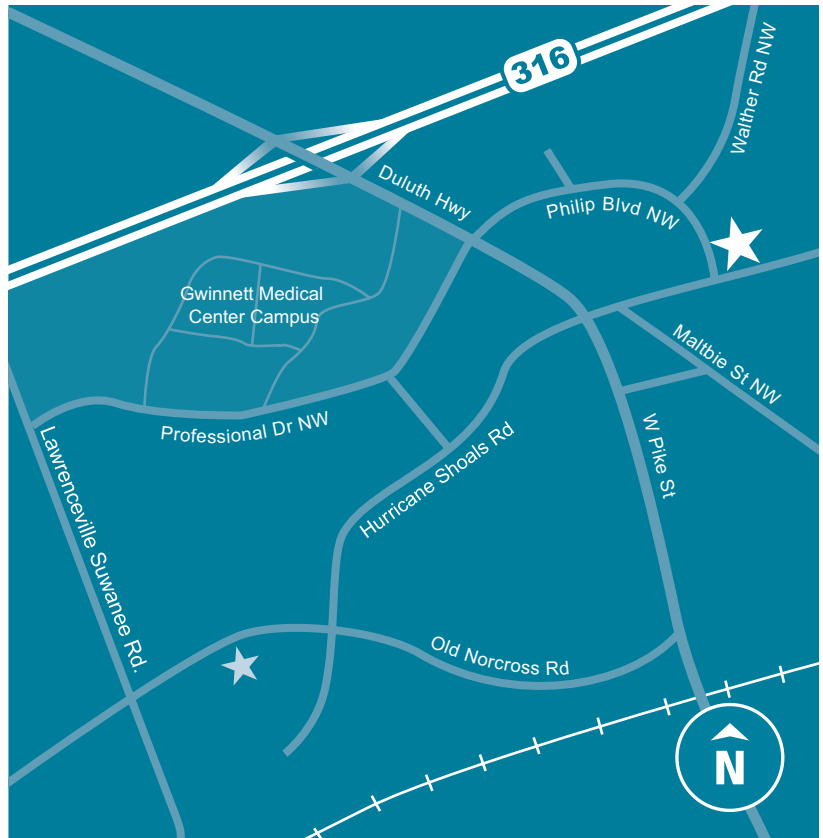 316
Walther Rd NW
Duluth Hwy
Philip Blvd NW
Gwinnett Medical
Center Campus
Maltbie St NW
Professional Dr NW
Hurricane Shoals Rd
W Pike St
Lawrenceville Suwanee Rd.
Old Norcross Rd
N